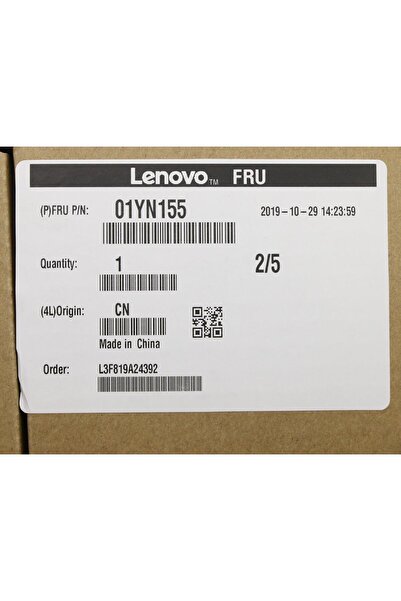 Lenovo™ FRU
(P)FRU P/N: 01YN155 2019-10-29 14:23:59
Quantity: 1 2/5
(4L)Origin: CN
Made in China
Order: L3F819A24392